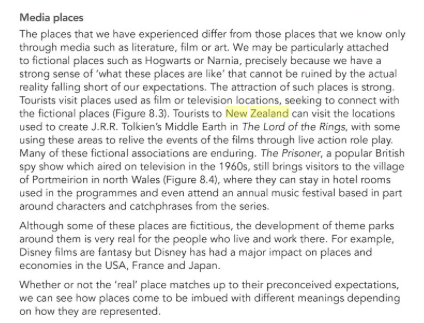 Media places
The places that we have experienced differ from those places that we know only
through media such as literature, film or art. We may be particularly attached
to fictional places such as Hogwarts or Narnia, precisely because we have a
strong sense of ‘what these places are like’ that cannot be ruined by the actual
reality falling short of our expectations. The attraction of such places is strong.
Tourists visit places used as film or television locations, seeking to connect with
the fictional places (Figure 8.3). Tourists to New Zealand can visit the locations
used to create J.R.R. Tolkien’s Middle Earth in The Lord of the Rings, with some
using these areas to relive the events of the films through live action role play.
Many of these fictional associations are enduring. The Prisoner, a popular British
spy show which aired on television in the 1960s, still brings visitors to the village
of Portmeirion in north Wales (Figure 8.4), where they can stay in hotel rooms
used in the programmes and even attend an annual music festival based in part
around characters and catchphrases from the series.
Although some of these places are fictitious, the development of theme parks
around them is very real for the people who live and work there. For example,
Disney films are fantasy but Disney has had a major impact on places and
economies in the USA, France and Japan.
Whether or not the ‘real’ place matches up to their preconceived expectations,
we can see how places come to be imbued with different meanings depending
on how they are represented.